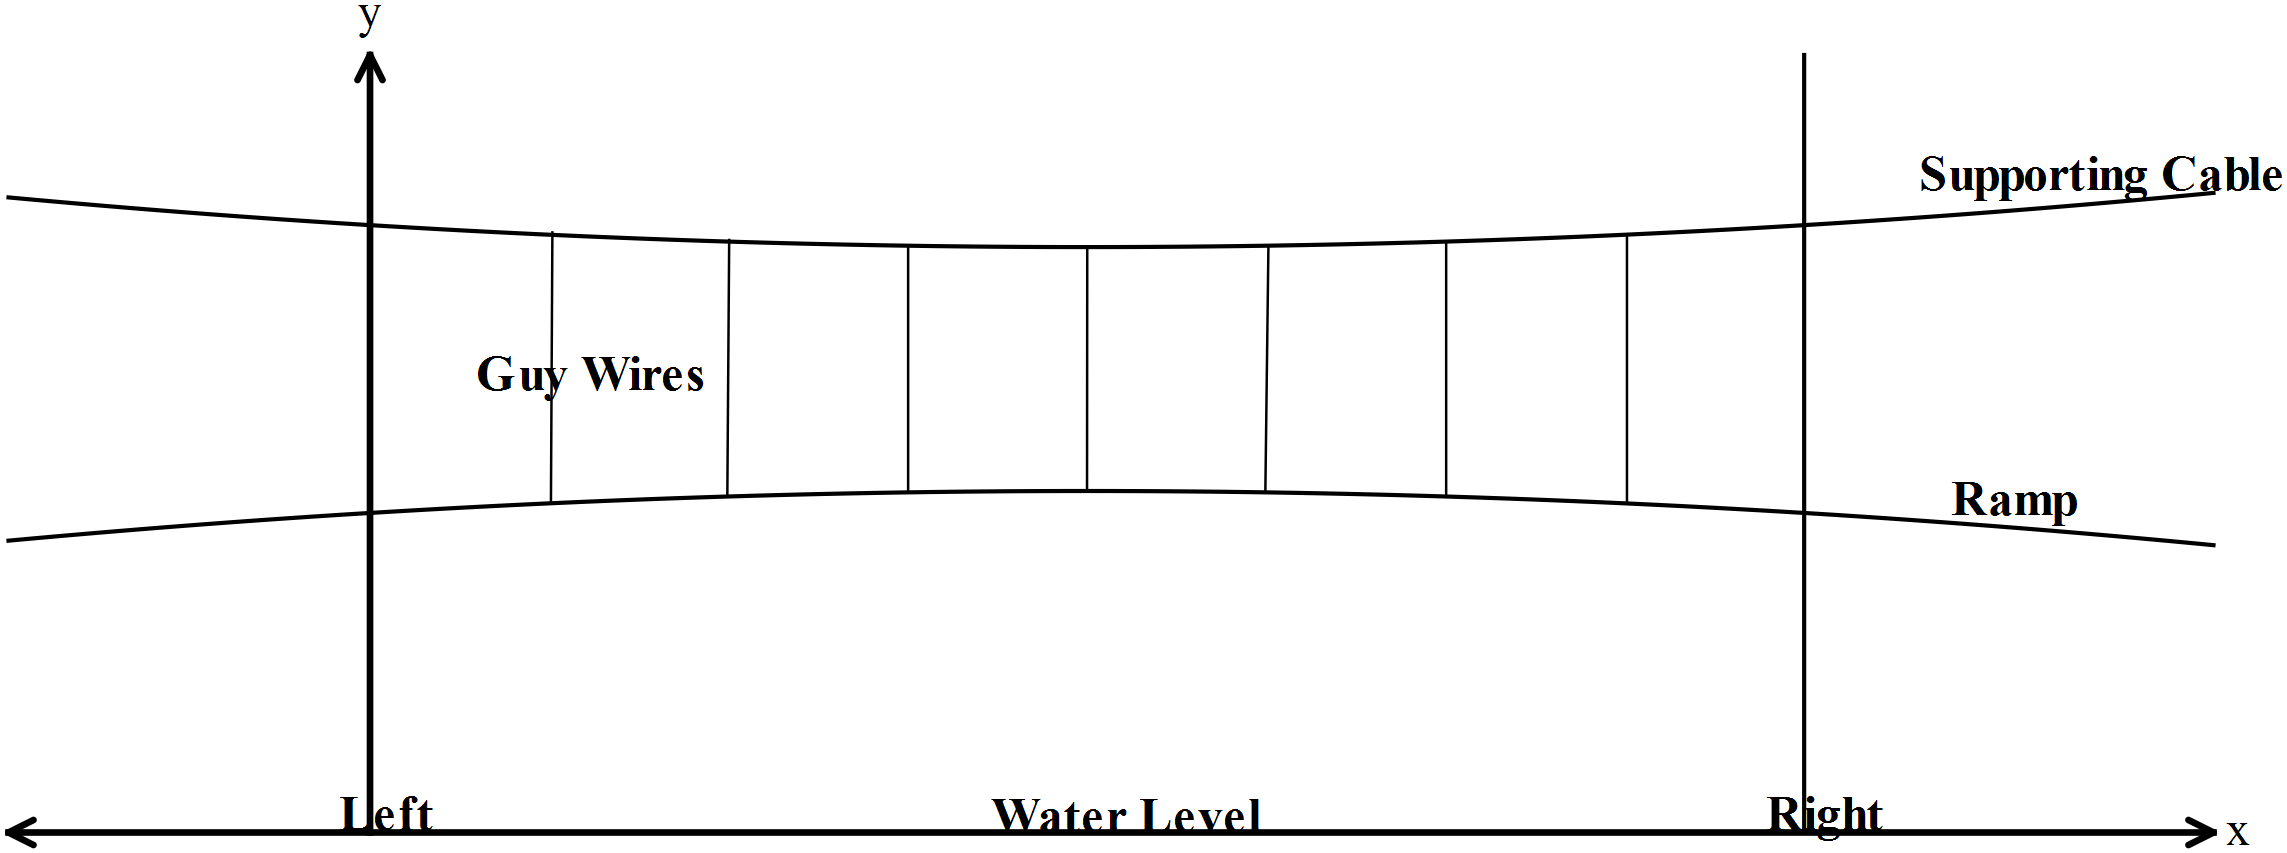 y
Supporting Cable
Guy Wires
Ramp
Left
Water Level
Right
x